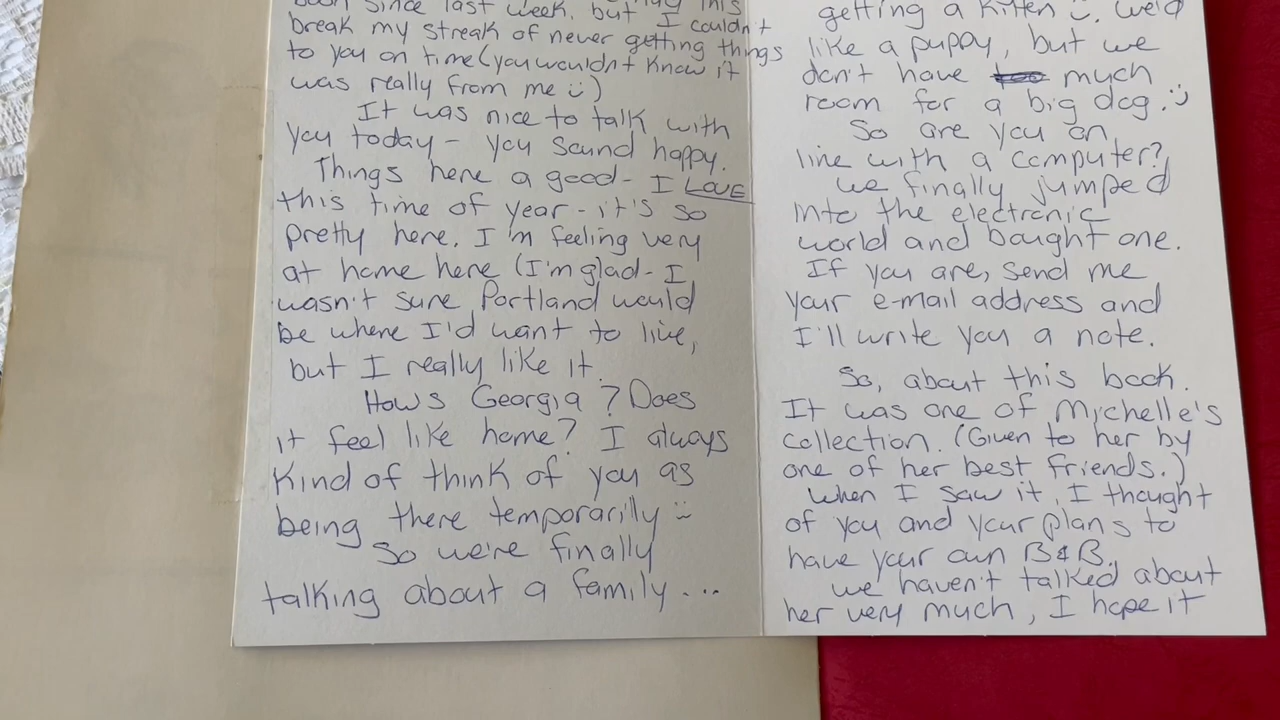 since last week, but I couldn't
break my streak of never getting things
to you on time (you wouldn't know it
was really from me ü)
It was nice to talk with
you today - you sound happy.
Things here a good - I LOVE
this time of year - it's so
pretty here. I'm feeling very
at home here (I'm glad - I
wasn't sure Portland would
be where I'd want to live,
but I really like it.
How's Georgia? Does
it feel like home? I always
kind of think of you as
being there temporarily ü
So we're finally
talking about a family...
getting a kitten ü. We'd
like a puppy, but we
don't have much
room for a big dog. ü
So are you on
line with a computer?
We finally jumped
into the electronic
world and bought one.
If you are, send me
your e-mail address and
I'll write you a note.
So, about this book.
It was one of Michelle's
collection. (Given to her by
one of her best friends.)
When I saw it, I thought
of you and your plans to
have your own B&B.
We haven't talked about
her very much, I hope it